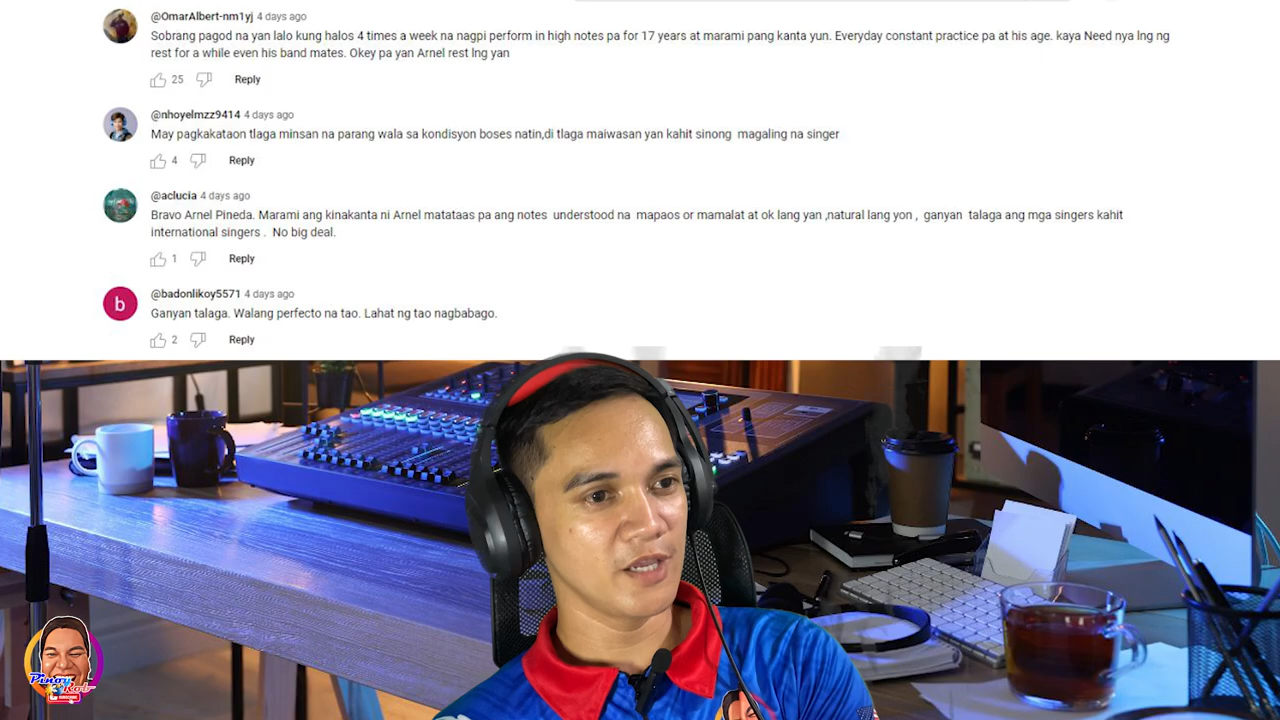 @OmarAlbert-nm1yj 4 days ago
Sobrang pagod na yan lalo kung halos 4 times a week na nagpi perform in high notes pa for 17 years at marami pang kanta yun. Everyday constant practice pa at his age. kaya Need nya lng ng
rest for a while even his band mates. Okey pa yan Arnel rest lng yan
25 Reply
@nhoyelmzz9414 4 days ago
May pagkakataon tlaga minsan na parang wala sa kondisyon boses natin,di tlaga maiwasan yan kahit sinong magaling na singer
4 Reply
@aclucia 4 days ago
Bravo Arnel Pineda. Marami ang kinakanta ni Arnel matataas pa ang notes understood na mapaos or mamalat at ok lang yan ,natural lang yon , ganyan talaga ang mga singers kahit
international singers . No big deal.
1 Reply
b
@badonlikoy5571 4 days ago
Ganyan talaga. Walang perfecto na tao. Lahat ng tao nagbabago.
2 Reply
Pinoy
Rob